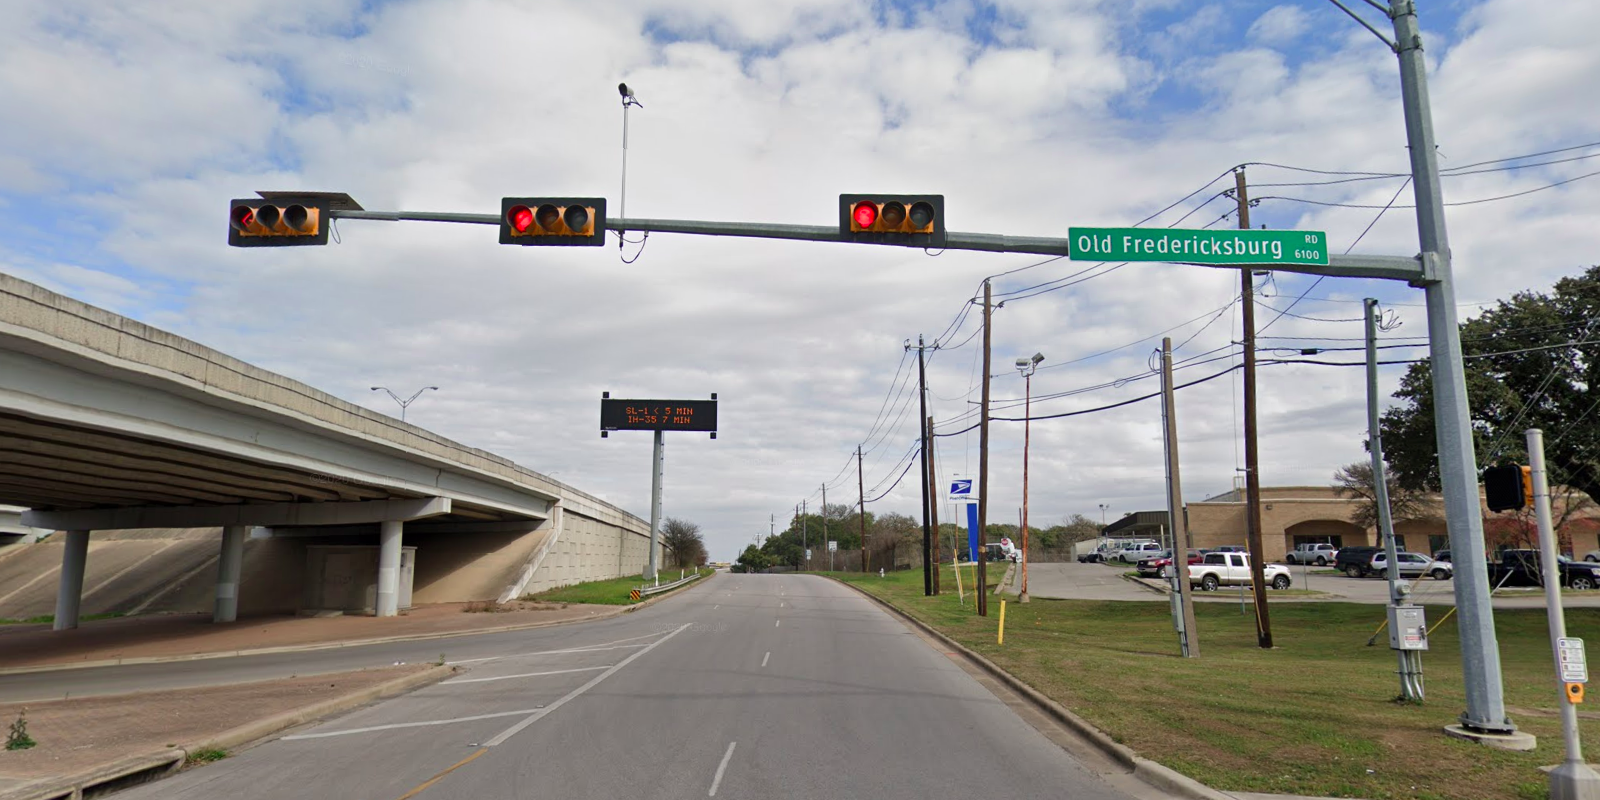 Old Fredericksburg RD
6100
SL-1 < 5 MIN
IH-35 7 MIN